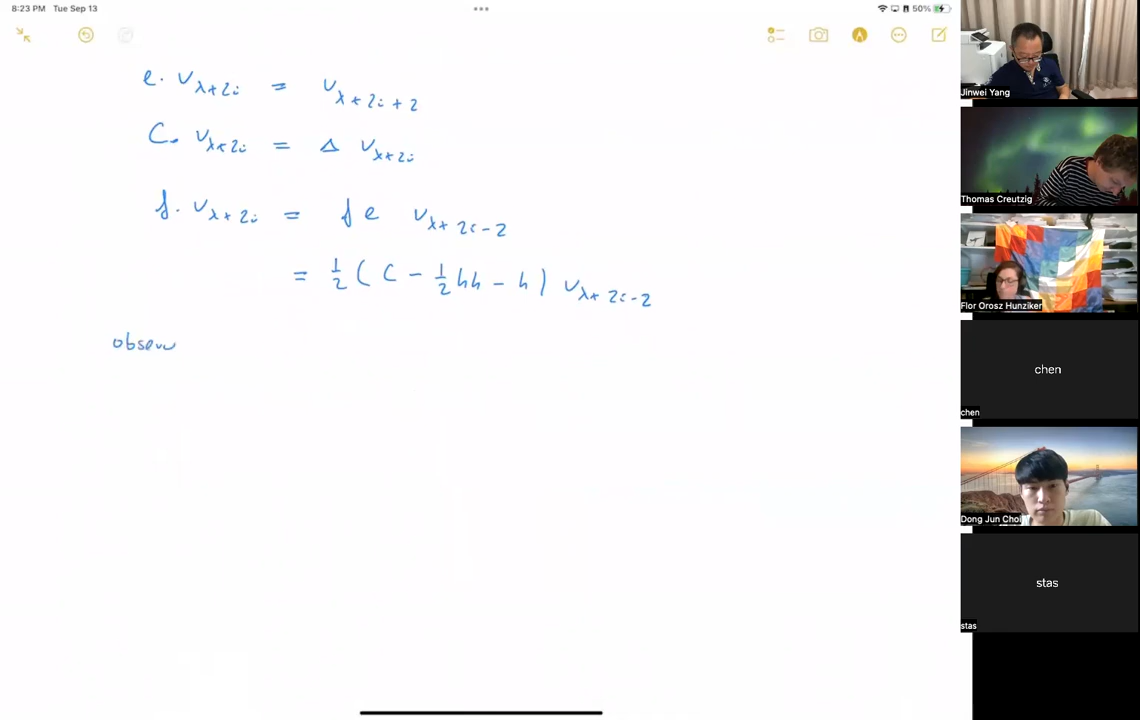 8:23 PM Tue Sep 13
50%
e. v_{λ+2i} = v_{λ+2i+2}
C. v_{λ+2i} = Δ v_{λ+2i}
f. v_{λ+2i} = f e v_{λ+2i-2}
= 1/2 ( C - 1/2 hh - h ) v_{λ+2i-2}
observ
Jinwei Yang
Thomas Creutzig
Flor Orosz Hunziker
chen
chen
Dong Jun Choi
stas
stas